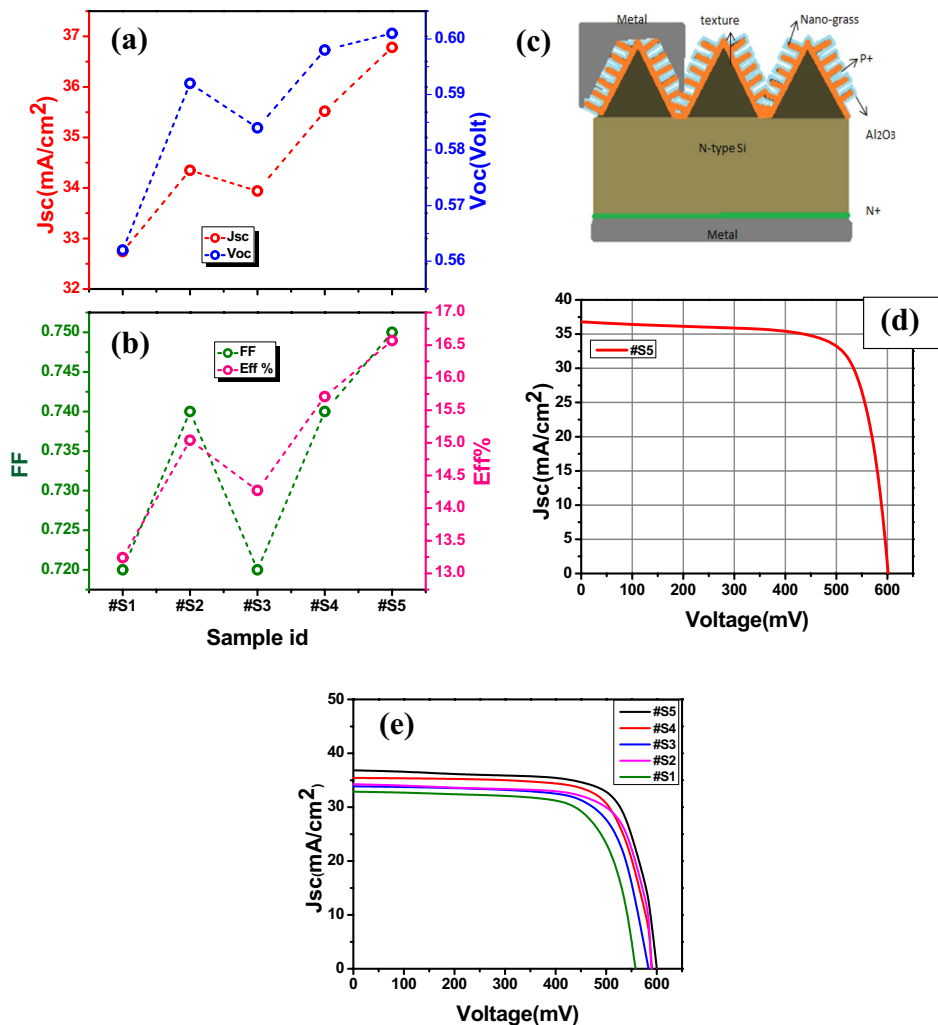 (a)
37
36
35
34
33
32
Jsc(mA/cm2)
Jsc
Voc
0.60
0.59
0.58
0.57
0.56
Voc(Volt)
(b)
0.750
0.745
0.740
0.735
0.730
0.725
0.720
FF
FF
Eff %
17.0
16.5
16.0
15.5
15.0
14.5
14.0
13.5
13.0
Eff%
#S1 #S2 #S3 #S4 #S5
Sample id
(c)
Metal
texture
Nano-grass
P+
Al2O3
N-type Si
N+
Metal
(d)
40
35
30
25
20
15
10
5
0
Jsc(mA/cm2)
#S5
0 100 200 300 400 500 600
Voltage(mV)
(e)
50
40
30
20
10
0
Jsc(mA/cm2)
#S5
#S4
#S3
#S2
#S1
0 100 200 300 400 500 600
Voltage(mV)